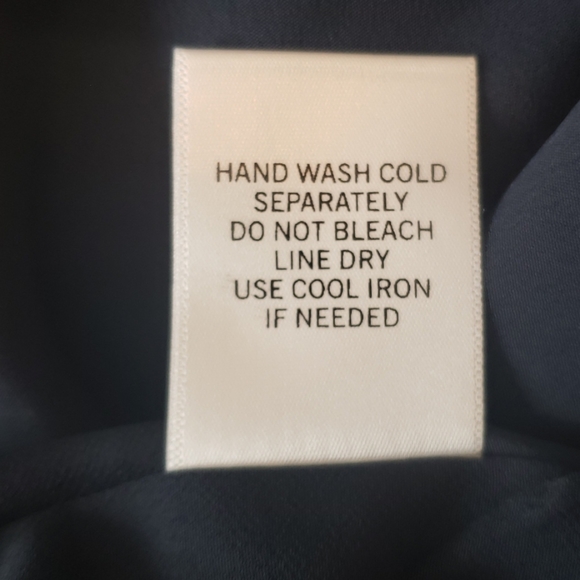 HAND WASH COLD
SEPARATELY
DO NOT BLEACH
LINE DRY
USE COOL IRON
IF NEEDED